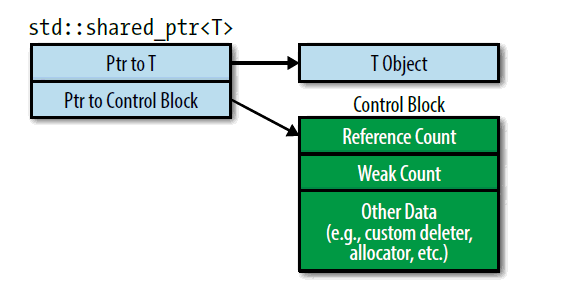 std::shared_ptr<T>
Ptr to T
T Object
Ptr to Control Block
Control Block
Reference Count
Weak Count
Other Data
(e.g., custom deleter,
allocator, etc.)